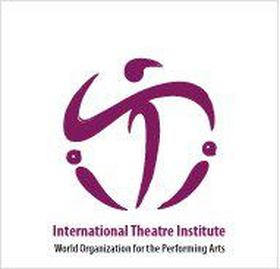 International Theatre Institute
World Organization for the Performing Arts